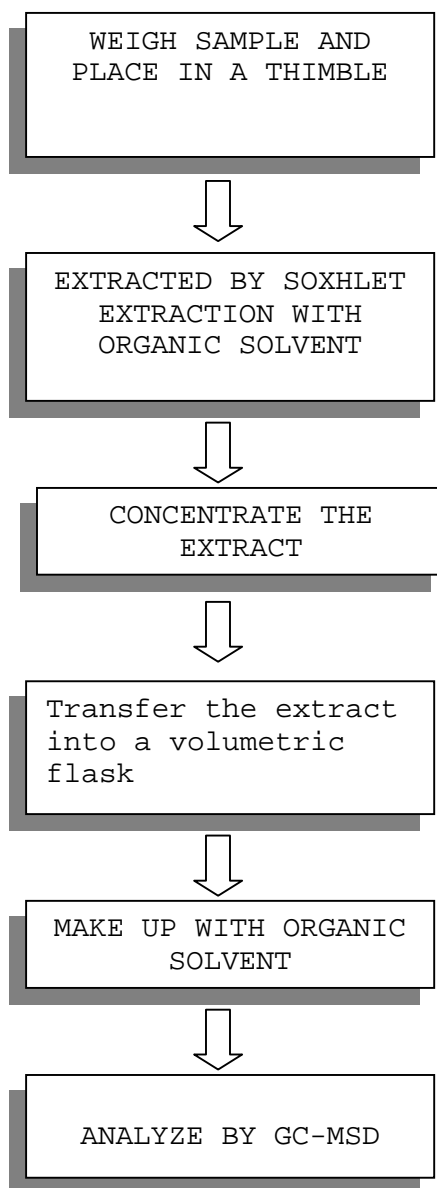 WEIGH SAMPLE AND
PLACE IN A THIMBLE
EXTRACTED BY SOXHLET
EXTRACTION WITH
ORGANIC SOLVENT
CONCENTRATE THE
EXTRACT
Transfer the extract
into a volumetric
flask
MAKE UP WITH ORGANIC
SOLVENT
ANALYZE BY GC-MSD